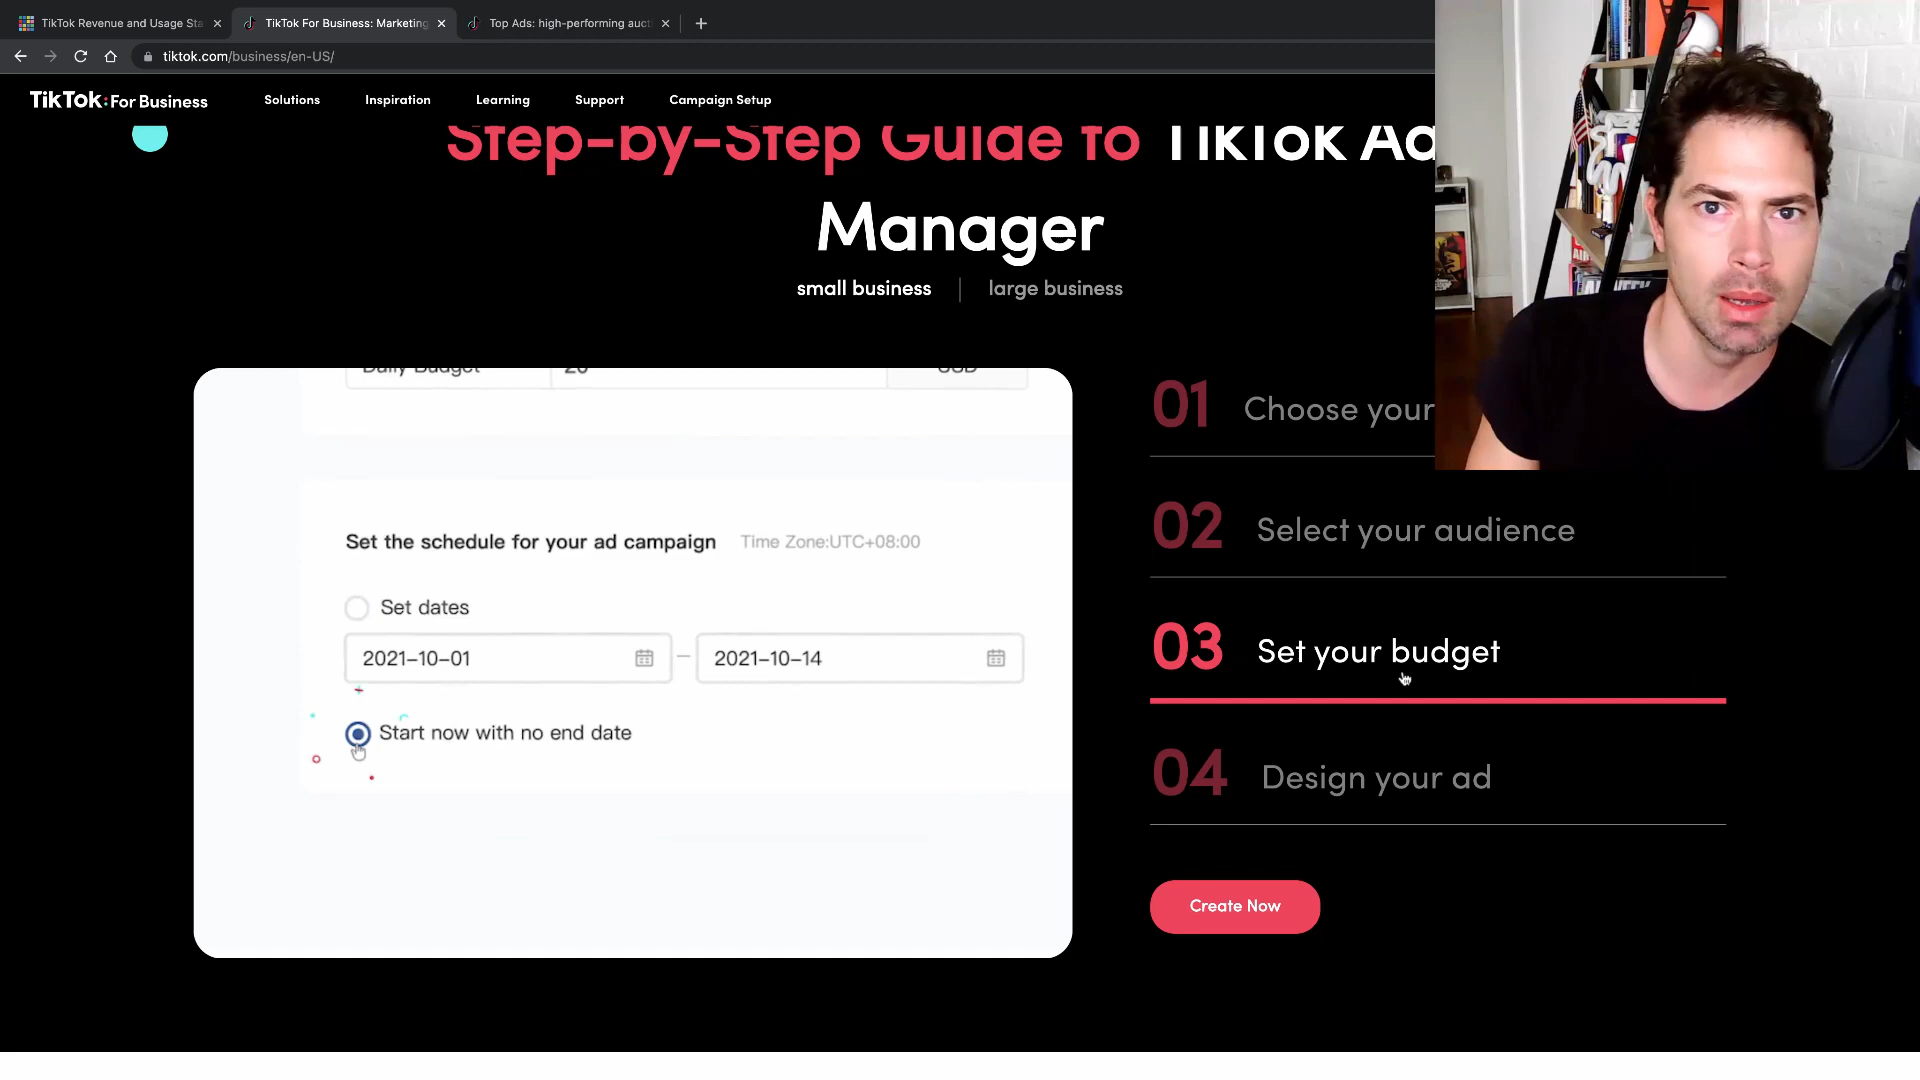 TikTok Revenue and Usage Sta
TikTok For Business: Marketing
Top Ads: high-performing auct
tiktok.com/business/en-US/
TikTok: For Business
Solutions
Inspiration
Learning
Support
Campaign Setup
Step-by-Step Guide to TikTok Ad
Manager
small business | large business
Daily Budget
20
USD
Set the schedule for your ad campaign
Time Zone:UTC+08:00
Set dates
2021-10-01 — 2021-10-14
Start now with no end date
01 Choose your
02 Select your audience
03 Set your budget
04 Design your ad
Create Now